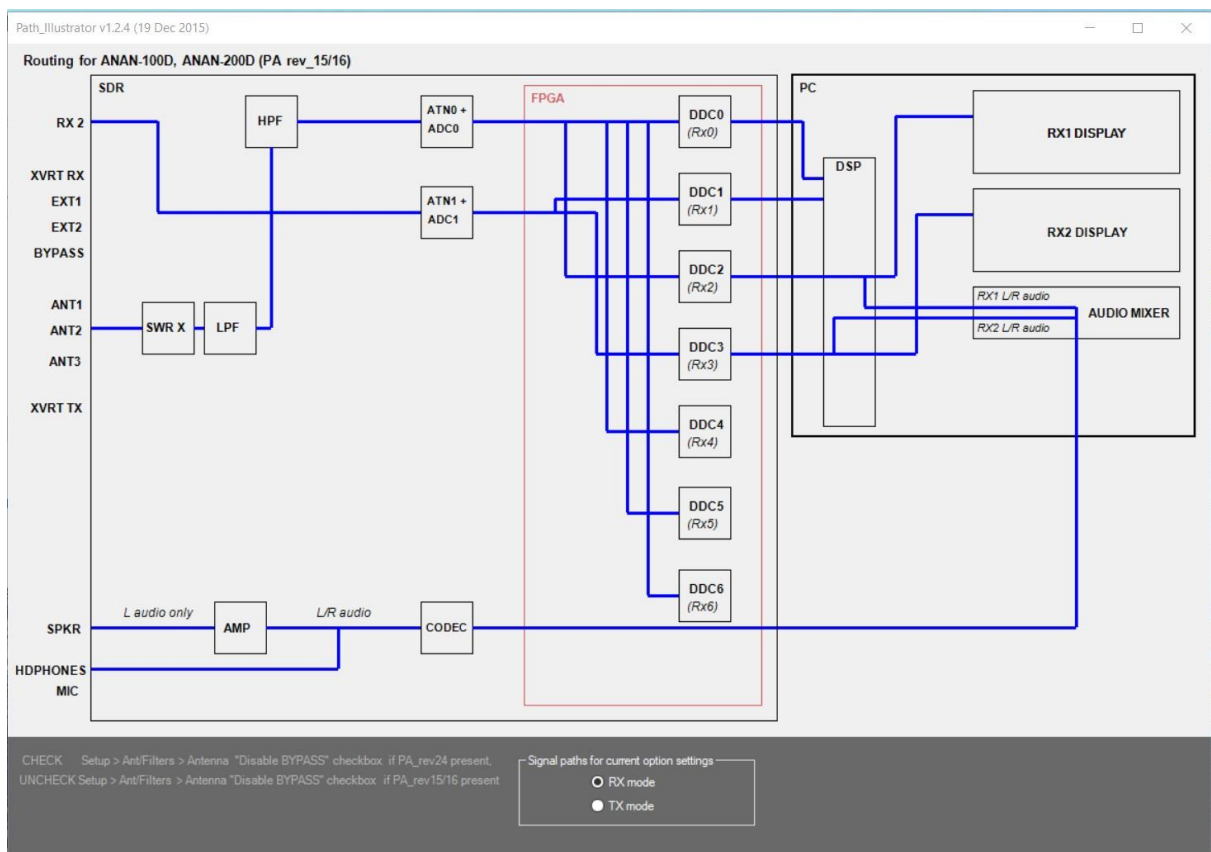 Path_Illustrator v1.2.4 (19 Dec 2015)
Routing for ANAN-100D, ANAN-200D (PA rev_15/16)
SDR
FPGA
PC
RX 2
XVRT RX
EXT1
EXT2
BYPASS
ANT1
ANT2
ANT3
XVRT TX
SPKR
HDPHONES
MIC
HPF
SWR X
LPF
ATN0 +
ADC0
ATN1 +
ADC1
DDC0
(Rx0)
DDC1
(Rx1)
DDC2
(Rx2)
DDC3
(Rx3)
DDC4
(Rx4)
DDC5
(Rx5)
DDC6
(Rx6)
DSP
RX1 DISPLAY
RX2 DISPLAY
RX1 L/R audio
AUDIO MIXER
RX2 L/R audio
L audio only
AMP
L/R audio
CODEC
CHECK Setup > Ant/Filters > Antenna "Disable BYPASS" checkbox if PA_rev24 present,
UNCHECK Setup > Ant/Filters > Antenna "Disable BYPASS" checkbox if PA_rev15/16 present
Signal paths for current option settings
RX mode
TX mode